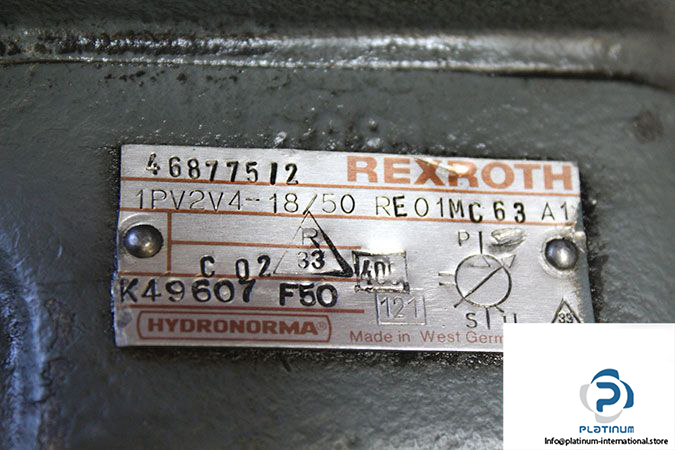 46877512
REXROTH
1PV2V4-18/50 RE01MC63 A1
R
33
C 02
P
K49607 F50
121
S
33
HYDRONORMA®
Made in West Germ
P
PLATINUM
Info@platinum-international.store